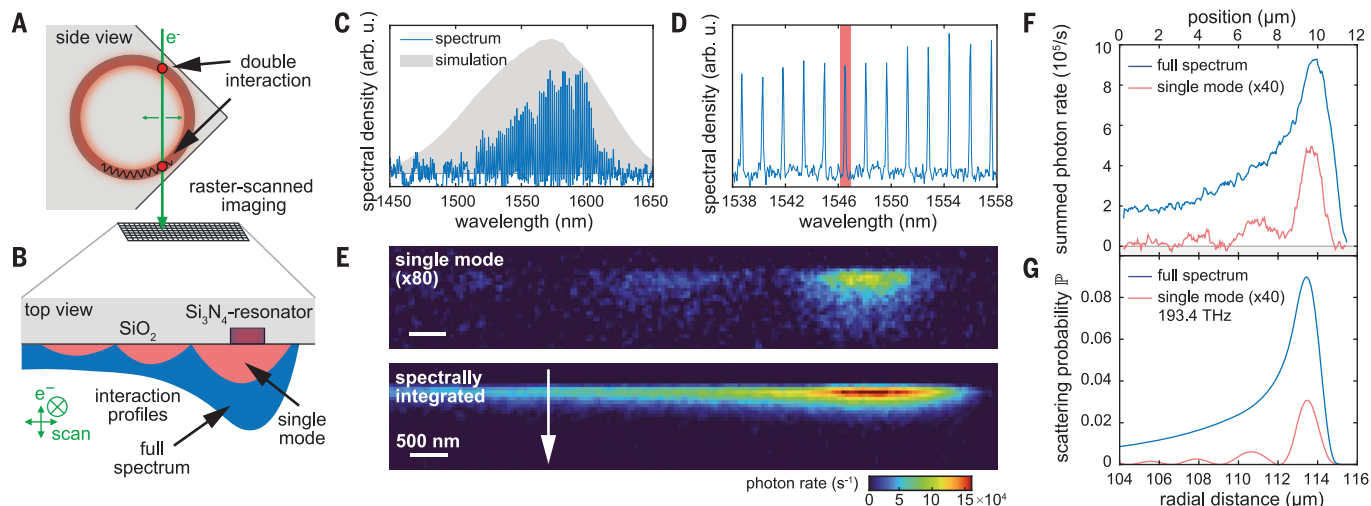 A
side view
e-
double
interaction
raster-scanned
imaging
B
top view
SiO2
Si3N4-resonator
interaction
profiles
e−
scan
full
spectrum
single
mode
C
spectral density (arb. u.)
spectrum
simulation
1450 1500 1550 1600 1650
wavelength (nm)
D
spectral density (arb. u.)
1538 1542 1546 1550 1554 1558
wavelength (nm)
E
single mode
(x80)
spectrally
integrated
500 nm
photon rate (s-1)
0 5 10 15×10⁴
F
position (µm)
0 2 4 6 8 10 12
summed photon rate (10⁵/s)
10
8
6
4
2
0
full spectrum
single mode (x40)
G
scattering probability ℙ
0.08
0.06
0.04
0.02
0
full spectrum
single mode (x40)
193.4 THz
104 106 108 110 112 114 116
radial distance (µm)